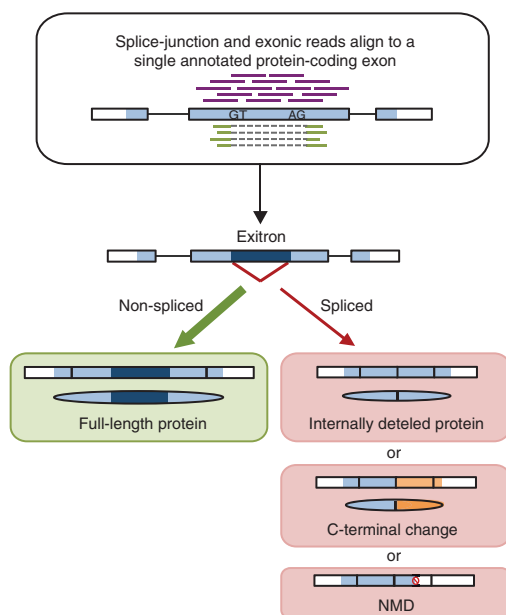 Splice-junction and exonic reads align to a
single annotated protein-coding exon
GT AG
Exitron
Non-spliced Spliced
Full-length protein
Internally deteled protein
or
C-terminal change
or
NMD